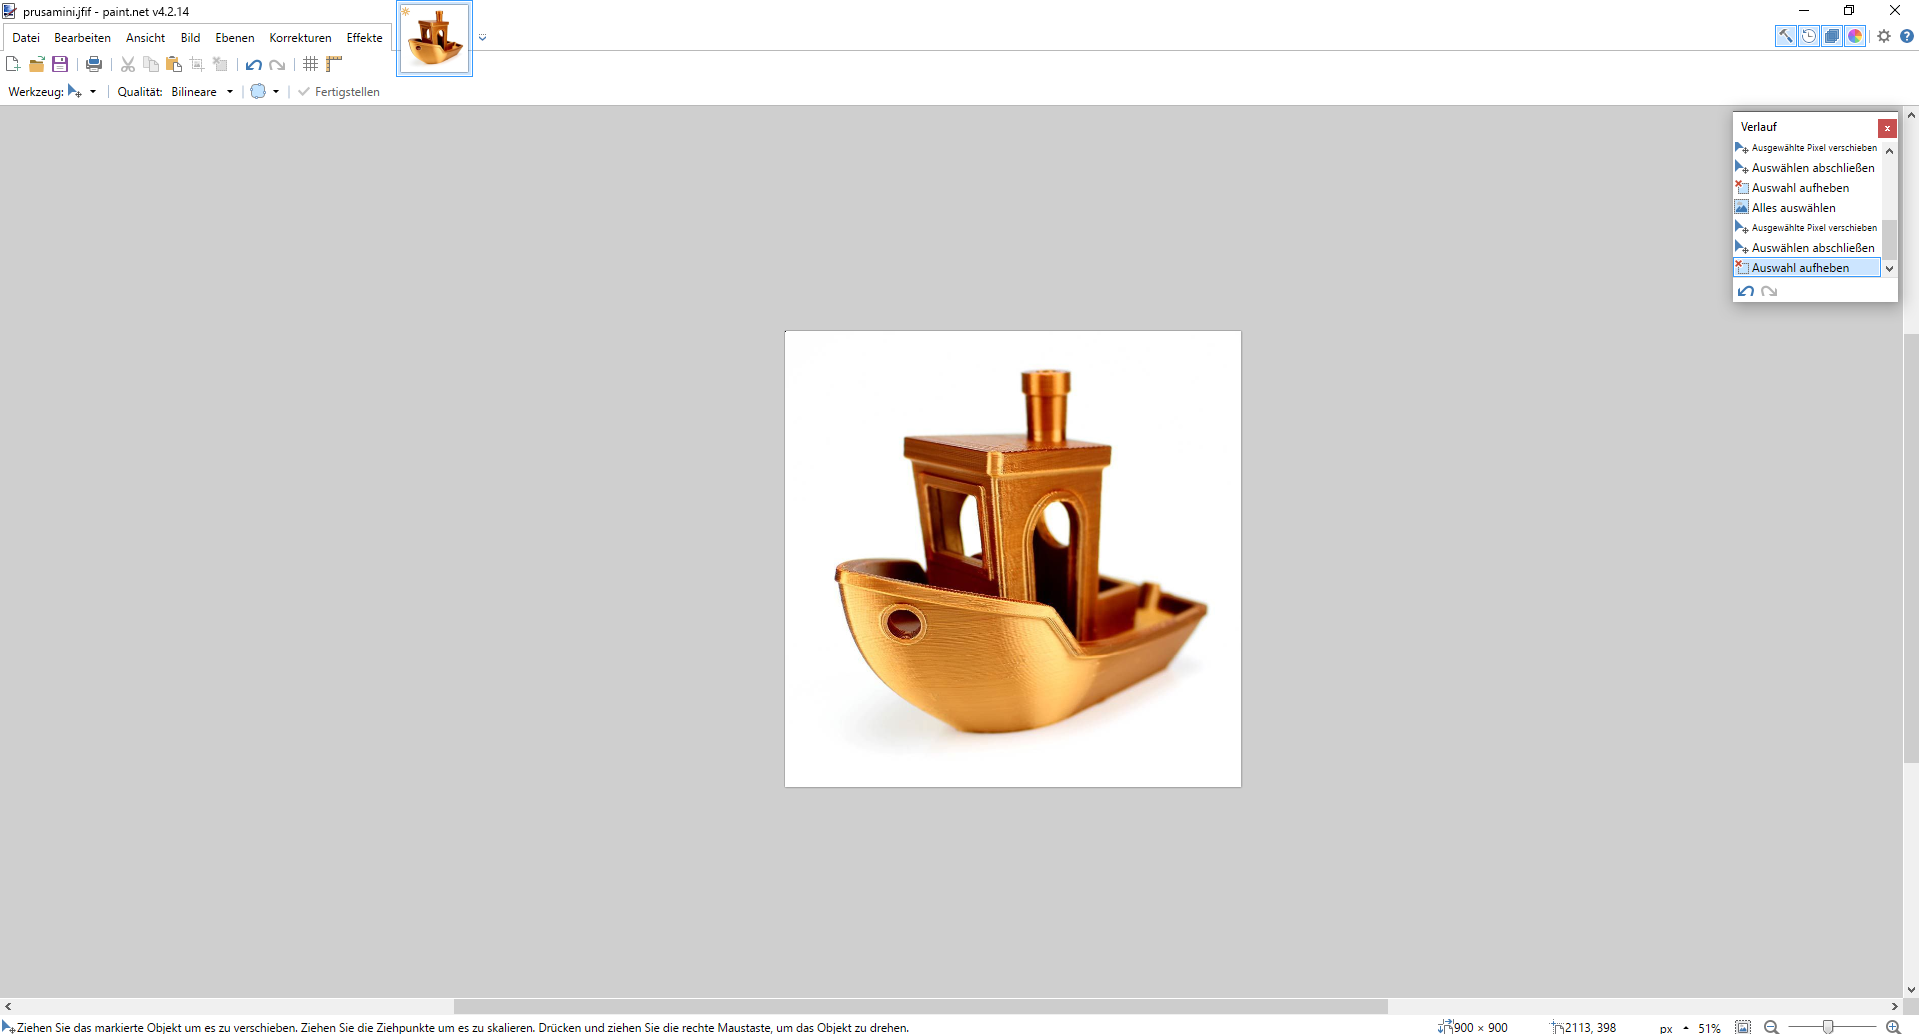 prusamini.jfif - paint.net v4.2.14
Datei Bearbeiten Ansicht Bild Ebenen Korrekturen Effekte
Werkzeug: Qualität: Bilineare Fertigstellen
Verlauf
Ausgewählte Pixel verschieben
Auswählen abschließen
Auswahl aufheben
Alles auswählen
Ausgewählte Pixel verschieben
Auswählen abschließen
Auswahl aufheben
Ziehen Sie das markierte Objekt um es zu verschieben. Ziehen Sie die Ziehpunkte um es zu skalieren. Drücken und ziehen Sie die rechte Maustaste, um das Objekt zu drehen. 900 × 900 2113, 398 px 51%